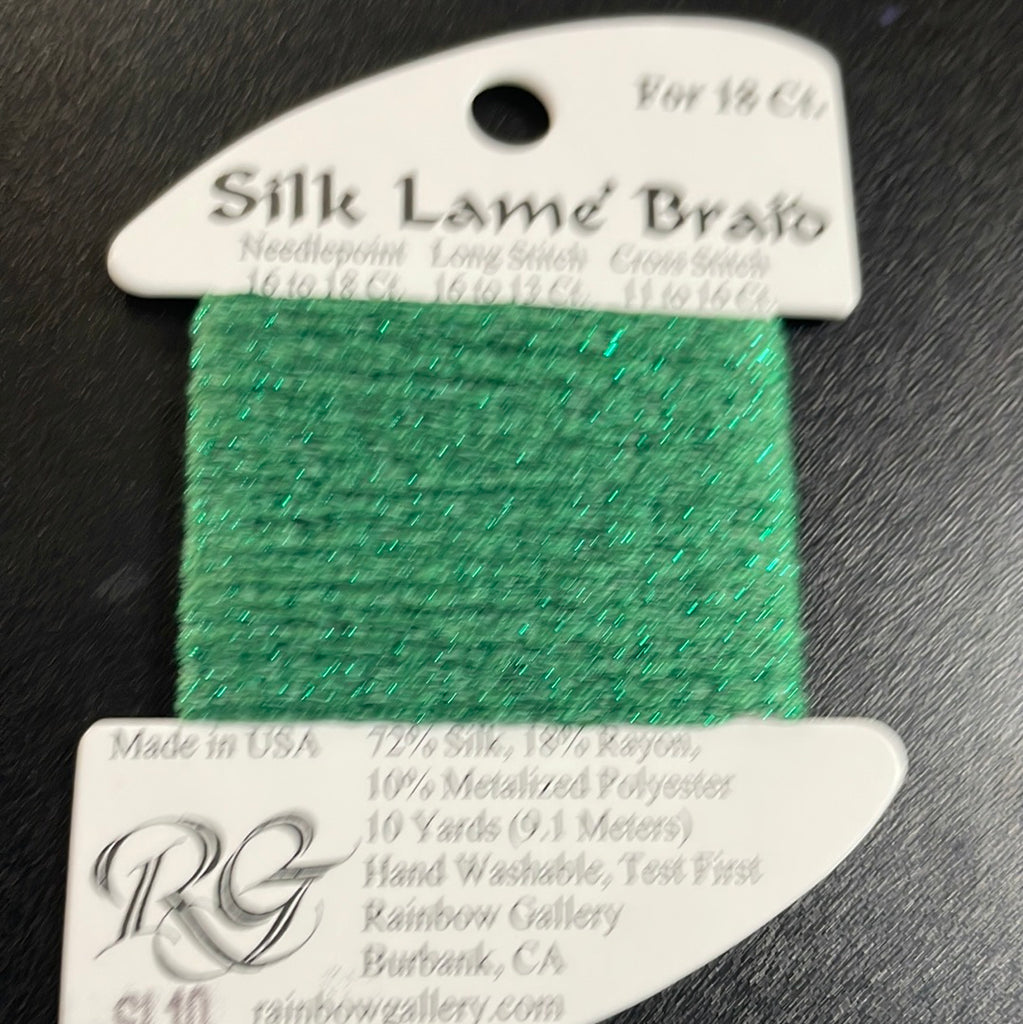 For 18 Ct.
Silk Lamé Braid
Needlepoint Long Stitch Cross Stitch
16 to 18 Ct. 16 to 13 Ct. 11 to 16 Ct.
Made in USA
72% Silk, 18% Rayon,
10% Metalized Polyester
10 Yards (9.1 Meters)
Hand Washable, Test First
Rainbow Gallery
Burbank, CA
rainbowgallery.com
RG
SL10